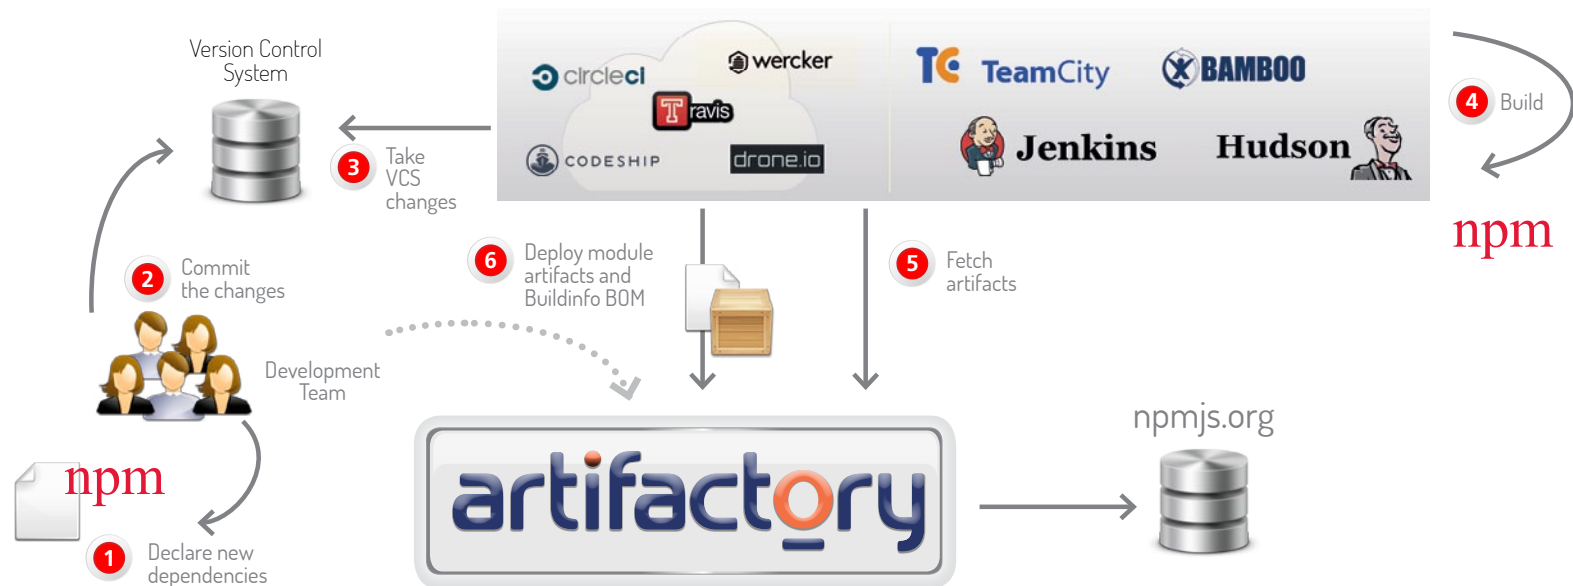 Version Control
System
circleci
wercker
Travis
CODESHIP
drone.io
TC TeamCity
BAMBOO
Jenkins
Hudson
4 Build
npm
3 Take
VCS
changes
2 Commit
the changes
6 Deploy module
artifacts and
Buildinfo BOM
5 Fetch
artifacts
Development
Team
npm
1 Declare new
dependencies
artifactory
npmjs.org